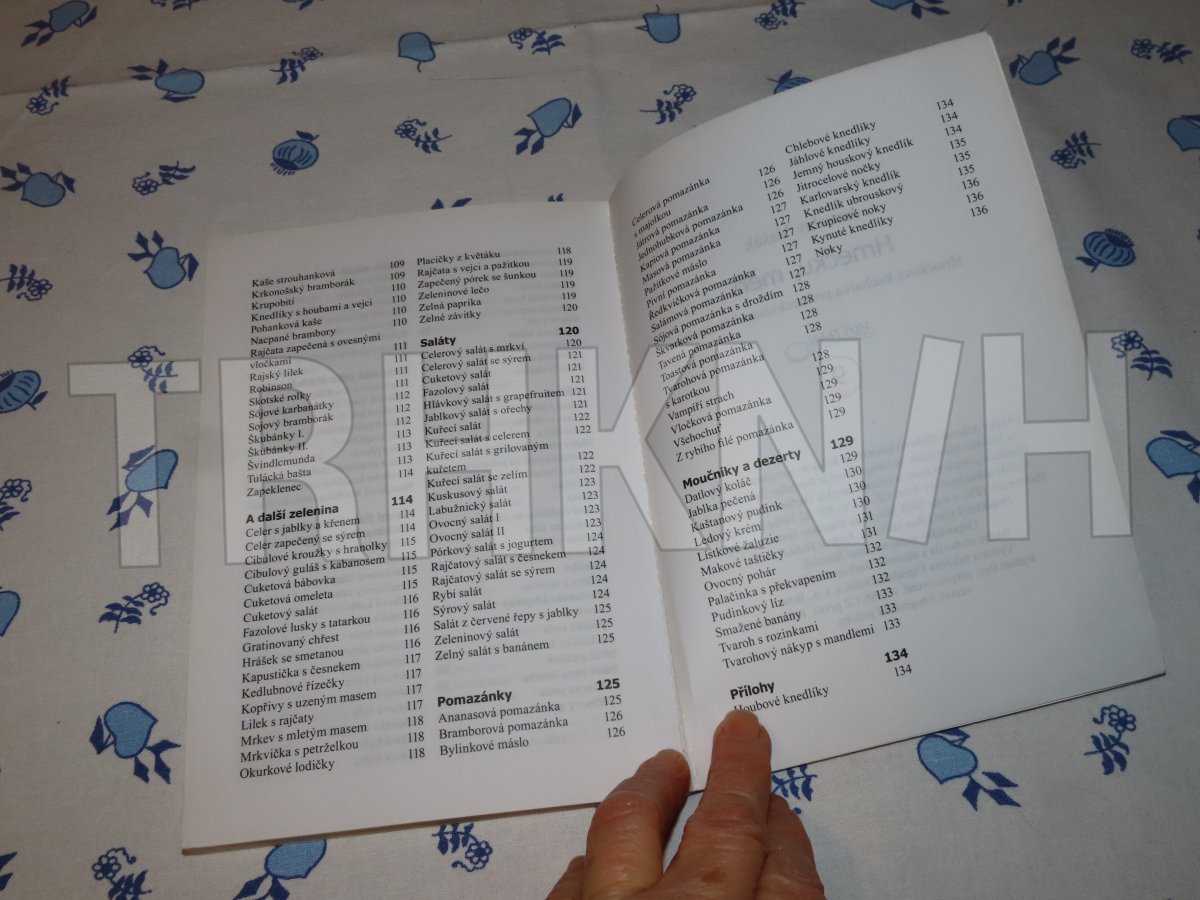 Kaše strouhanková 109
Krkonošský bramborák 109
Krupobití 110
Knedlíky s houbami a vejci 110
Pohanková kaše 110
Nacpané brambory 110
Rajčata zapečená s ovesnými
vločkami 111
Rajský lilek 111
Robinson 111
Skotské rolky 111
Sójové karbanátky 112
Sojový bramborák 112
Škubánky I. 112
Škubánky II. 113
Švindlemunda 113
Tulácká bašta 113
Zapeklenec 114
A další zelenina 114
Celer s jablky a křenem 114
Celer zapečený se sýrem 114
Cibulové kroužky s hranolky 115
Cibulový guláš s kabanosem 115
Cuketová bábovka 115
Cuketová omeleta 115
Cuketový salát 116
Fazolové lusky s tatarkou 116
Gratinovaný chřest 116
Hrášek se smetanou 116
Kapustička s česnekem 117
Kedlubnové řízečky 117
Kopřivy s uzeným masem 117
Lilek s rajčaty 117
Mrkev s mletým masem 118
Mrkvička s petrželkou 118
Okurkové lodičky 118
Placičky z květáku 118
Rajčata s vejci a pažitkou 119
Zapečený pórek se šunkou 119
Zeleninové lečo 119
Zelná paprika 119
Zelné závitky 120
Saláty 120
Celerový salát s mrkví 120
Celerový salát se sýrem 121
Cuketový salát 121
Fazolový salát 121
Hlávkový salát s grapefruitem 121
Jablkový salát s ořechy 121
Kuřecí salát 122
Kuřecí salát s celerem 122
Kuřecí salát s grilovaným
kuřetem 122
Kuřecí salát se zelím 122
Kuskusový salát 123
Labužnický salát 123
Ovocný salát I 123
Ovocný salát II 123
Pórkový salát s jogurtem 124
Rajčatový salát s česnekem 124
Rajčatový salát se sýrem 124
Rybí salát 124
Sýrový salát 124
Salát z červené řepy s jablky 125
Zeleninový salát 125
Zelný salát s banánem 125
Pomazánky 125
Ananasová pomazánka 125
Bramborová pomazánka 126
Bylinkové máslo 126
Celerová pomazánka
s majolkou 126
Játrová pomazánka 126
Jednohubková pomazánka 126
Kapiová pomazánka 127
Masová pomazánka 127
Pažitkové máslo 127
Pivní pomazánka 127
Ředkvičková pomazánka 127
Salámová pomazánka 128
Sójová pomazánka s droždím 128
Škvarková pomazánka 128
Tavená pomazánka 128
Toastová pomazánka
Tvarohová pomazánka
s karotkou 128
Vampíří strach 129
Vločková pomazánka 129
Všehochuť 129
Z rybího filé pomazánka 129
Moučníky a dezerty 129
Datlový koláč 129
Jablka pečená 130
Kaštanový pudink 130
Ledový krém 130
Lístkové žaluzie 131
Makové taštičky 131
Ovocný pohár 132
Palačinka s překvapením 132
Pudinkový liz 132
Smažené banány 133
Tvaroh s rozinkami 133
Tvarohový nákyp s mandlemi 133
Přílohy 134
Houbové knedlíky 134
Chlebové knedlíky 134
Jáhlové knedlíky 134
Jemný houskový knedlík 134
Jitrocelové nočky 135
Karlovarský knedlík 135
Knedlík ubrouskový 135
Krupicové noky 136
Kynuté knedlíky 136
Noky 136